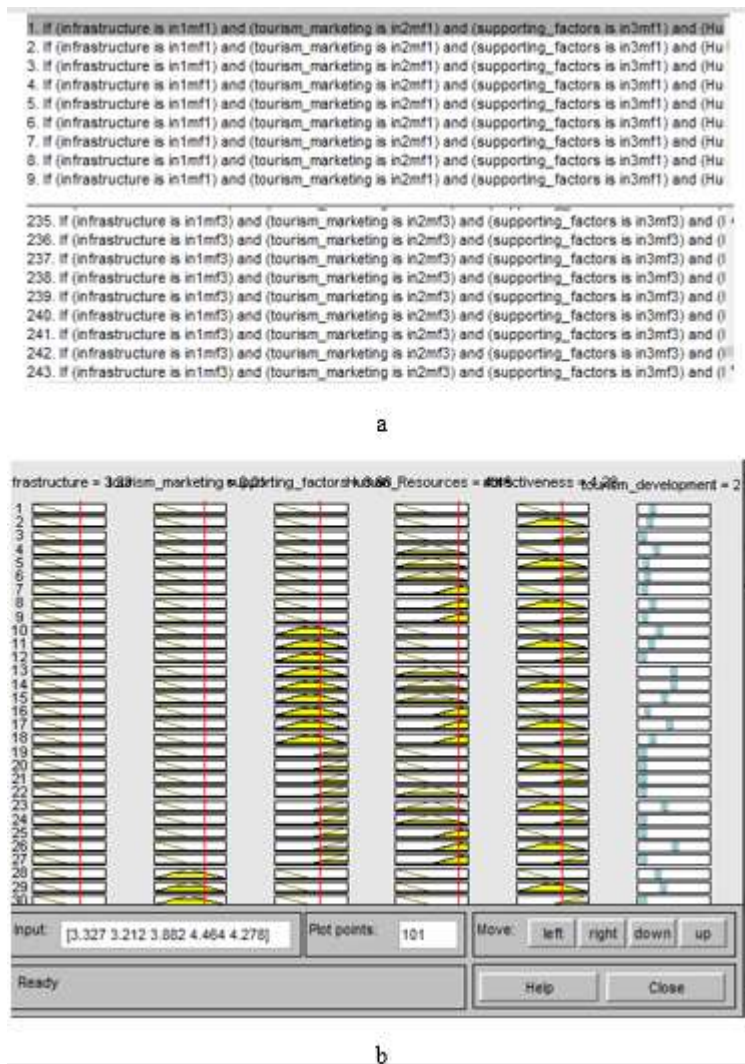 1. If (infrastructure is in1mf1) and (tourism_marketing is in2mf1) and (supporting_factors is in3mf1) and (Hu
2. If (infrastructure is in1mf1) and (tourism_marketing is in2mf1) and (supporting_factors is in3mf1) and (Hu
3. If (infrastructure is in1mf1) and (tourism_marketing is in2mf1) and (supporting_factors is in3mf1) and (Hu
4. If (infrastructure is in1mf1) and (tourism_marketing is in2mf1) and (supporting_factors is in3mf1) and (Hu
5. If (infrastructure is in1mf1) and (tourism_marketing is in2mf1) and (supporting_factors is in3mf1) and (Hu
6. If (infrastructure is in1mf1) and (tourism_marketing is in2mf1) and (supporting_factors is in3mf1) and (Hu
7. If (infrastructure is in1mf1) and (tourism_marketing is in2mf1) and (supporting_factors is in3mf1) and (Hu
8. If (infrastructure is in1mf1) and (tourism_marketing is in2mf1) and (supporting_factors is in3mf1) and (Hu
9. If (infrastructure is in1mf1) and (tourism_marketing is in2mf1) and (supporting_factors is in3mf1) and (Hu
235. If (infrastructure is in1mf3) and (tourism_marketing is in2mf3) and (supporting_factors is in3mf3) and (
236. If (infrastructure is in1mf3) and (tourism_marketing is in2mf3) and (supporting_factors is in3mf3) and (
237. If (infrastructure is in1mf3) and (tourism_marketing is in2mf3) and (supporting_factors is in3mf3) and (
238. If (infrastructure is in1mf3) and (tourism_marketing is in2mf3) and (supporting_factors is in3mf3) and (
239. If (infrastructure is in1mf3) and (tourism_marketing is in2mf3) and (supporting_factors is in3mf3) and (
240. If (infrastructure is in1mf3) and (tourism_marketing is in2mf3) and (supporting_factors is in3mf3) and (
241. If (infrastructure is in1mf3) and (tourism_marketing is in2mf3) and (supporting_factors is in3mf3) and (
242. If (infrastructure is in1mf3) and (tourism_marketing is in2mf3) and (supporting_factors is in3mf3) and (
243. If (infrastructure is in1mf3) and (tourism_marketing is in2mf3) and (supporting_factors is in3mf3) and (
a
frastructure = tourism_marketing supporting_factors Human_Resources = tourism_development = 2
1
2
3
4
5
6
7
8
9
10
11
12
13
14
15
16
17
18
19
20
21
22
23
24
25
26
27
28
29
30
Input: [3.327 3.212 3.882 4.464 4.278] Plot points: 101 Move: left right down up
Ready Help Close
b